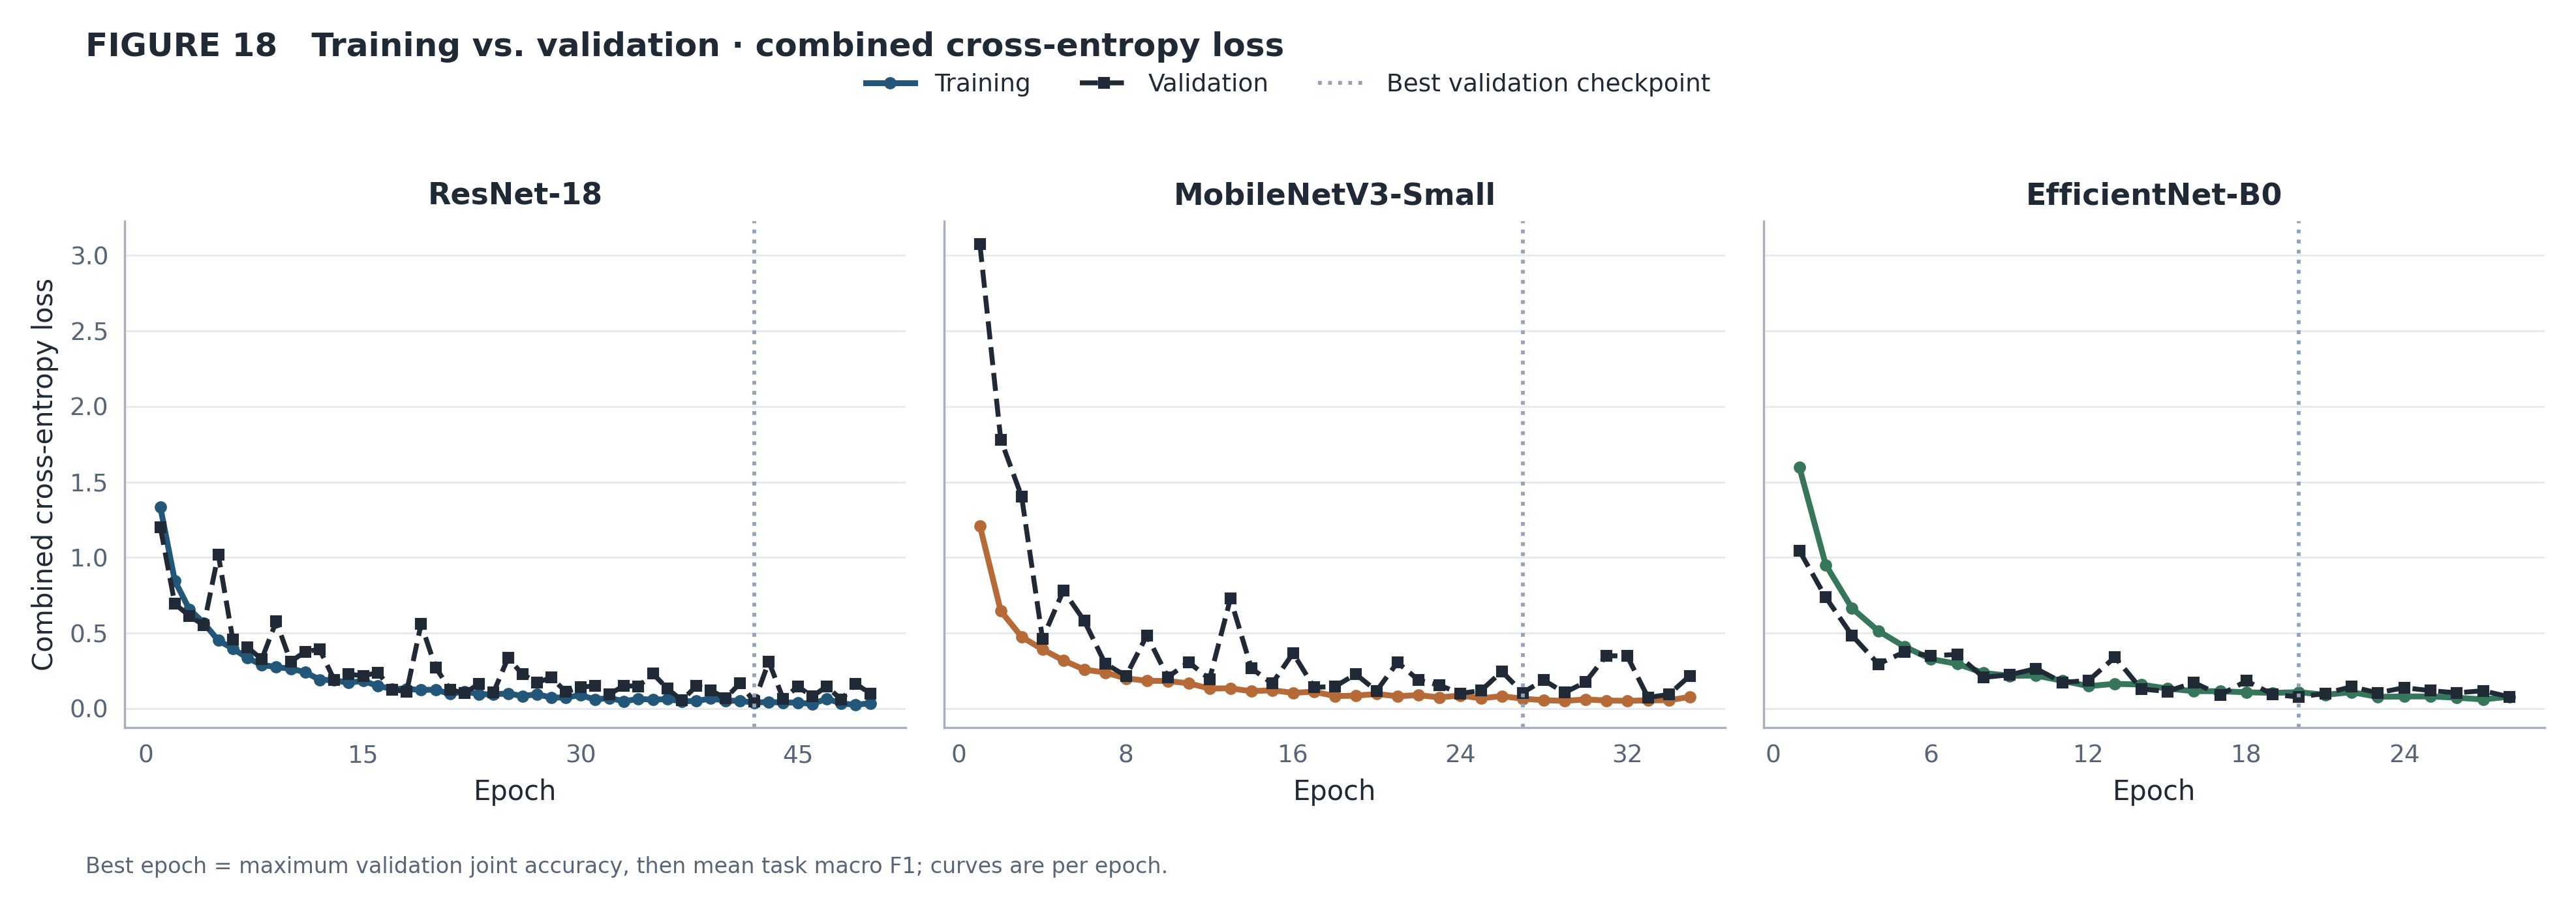 FIGURE 18   Training vs. validation · combined cross-entropy loss
Training   Validation   Best validation checkpoint
ResNet-18
MobileNetV3-Small
EfficientNet-B0
Combined cross-entropy loss
3.0
2.5
2.0
1.5
1.0
0.5
0.0
0 15 30 45
Epoch
0 8 16 24 32
Epoch
0 6 12 18 24
Epoch
Best epoch = maximum validation joint accuracy, then mean task macro F1; curves are per epoch.